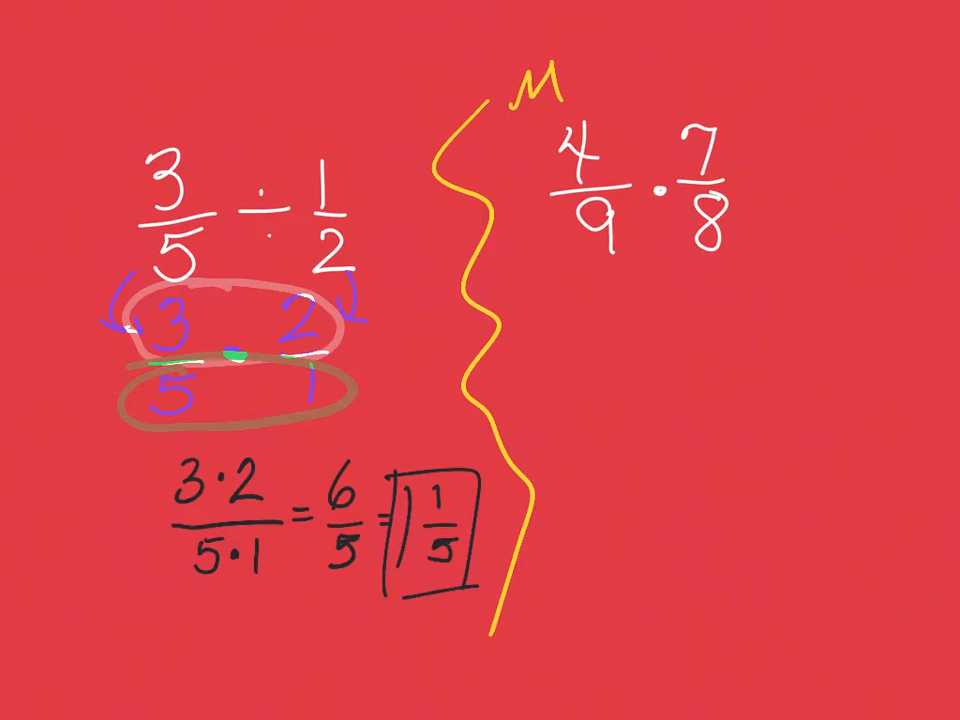 3/5 ÷ 1/2
3/5 · 2/1
3·2/5·1 = 6/5 = 1 1/5
M
4/9 · 7/8